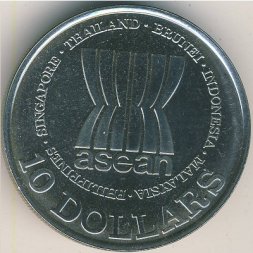 PHILIPPINES · SINGAPORE · THAILAND · BRUNEI · INDONESIA · MALAYSIA ·
asean
10 DOLLARS